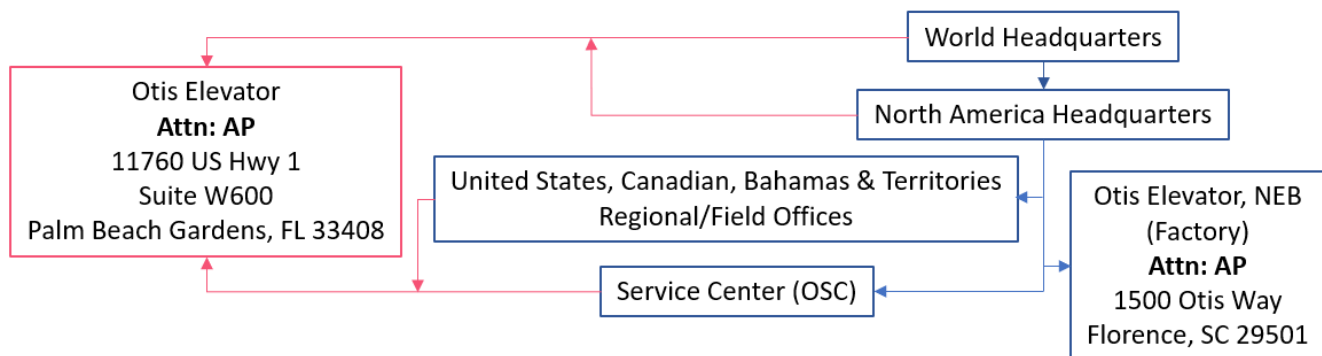 World Headquarters
Otis Elevator
Attn: AP
11760 US Hwy 1
Suite W600
Palm Beach Gardens, FL 33408
North America Headquarters
United States, Canadian, Bahamas & Territories
Regional/Field Offices
Otis Elevator, NEB
(Factory)
Attn: AP
1500 Otis Way
Florence, SC 29501
Service Center (OSC)